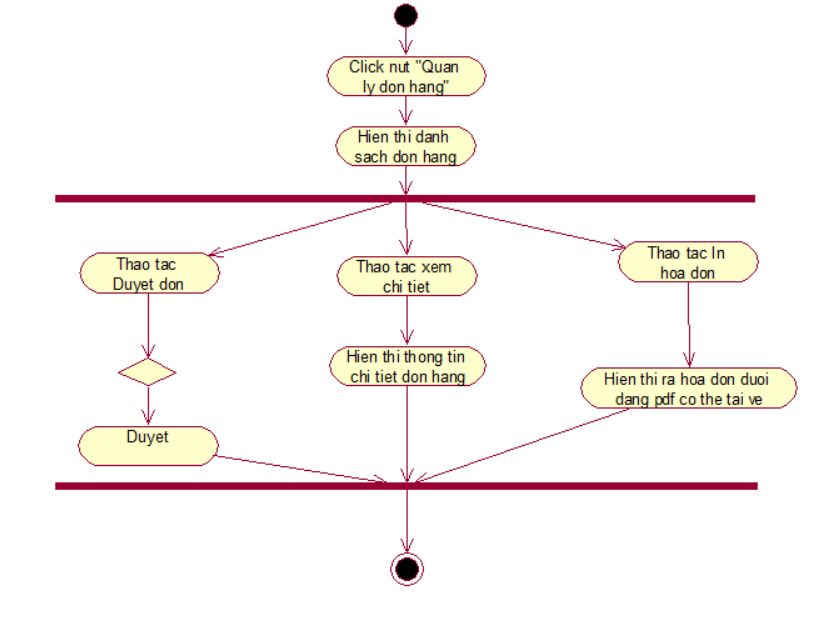 Click nut "Quan
ly don hang"
Hien thi danh
sach don hang
Thao tac
Duyet don
Thao tac xem
chi tiet
Thao tac In
hoa don
Hien thi thong tin
chi tiet don hang
Hien thi ra hoa don duoi
dang pdf co the tai ve
Duyet